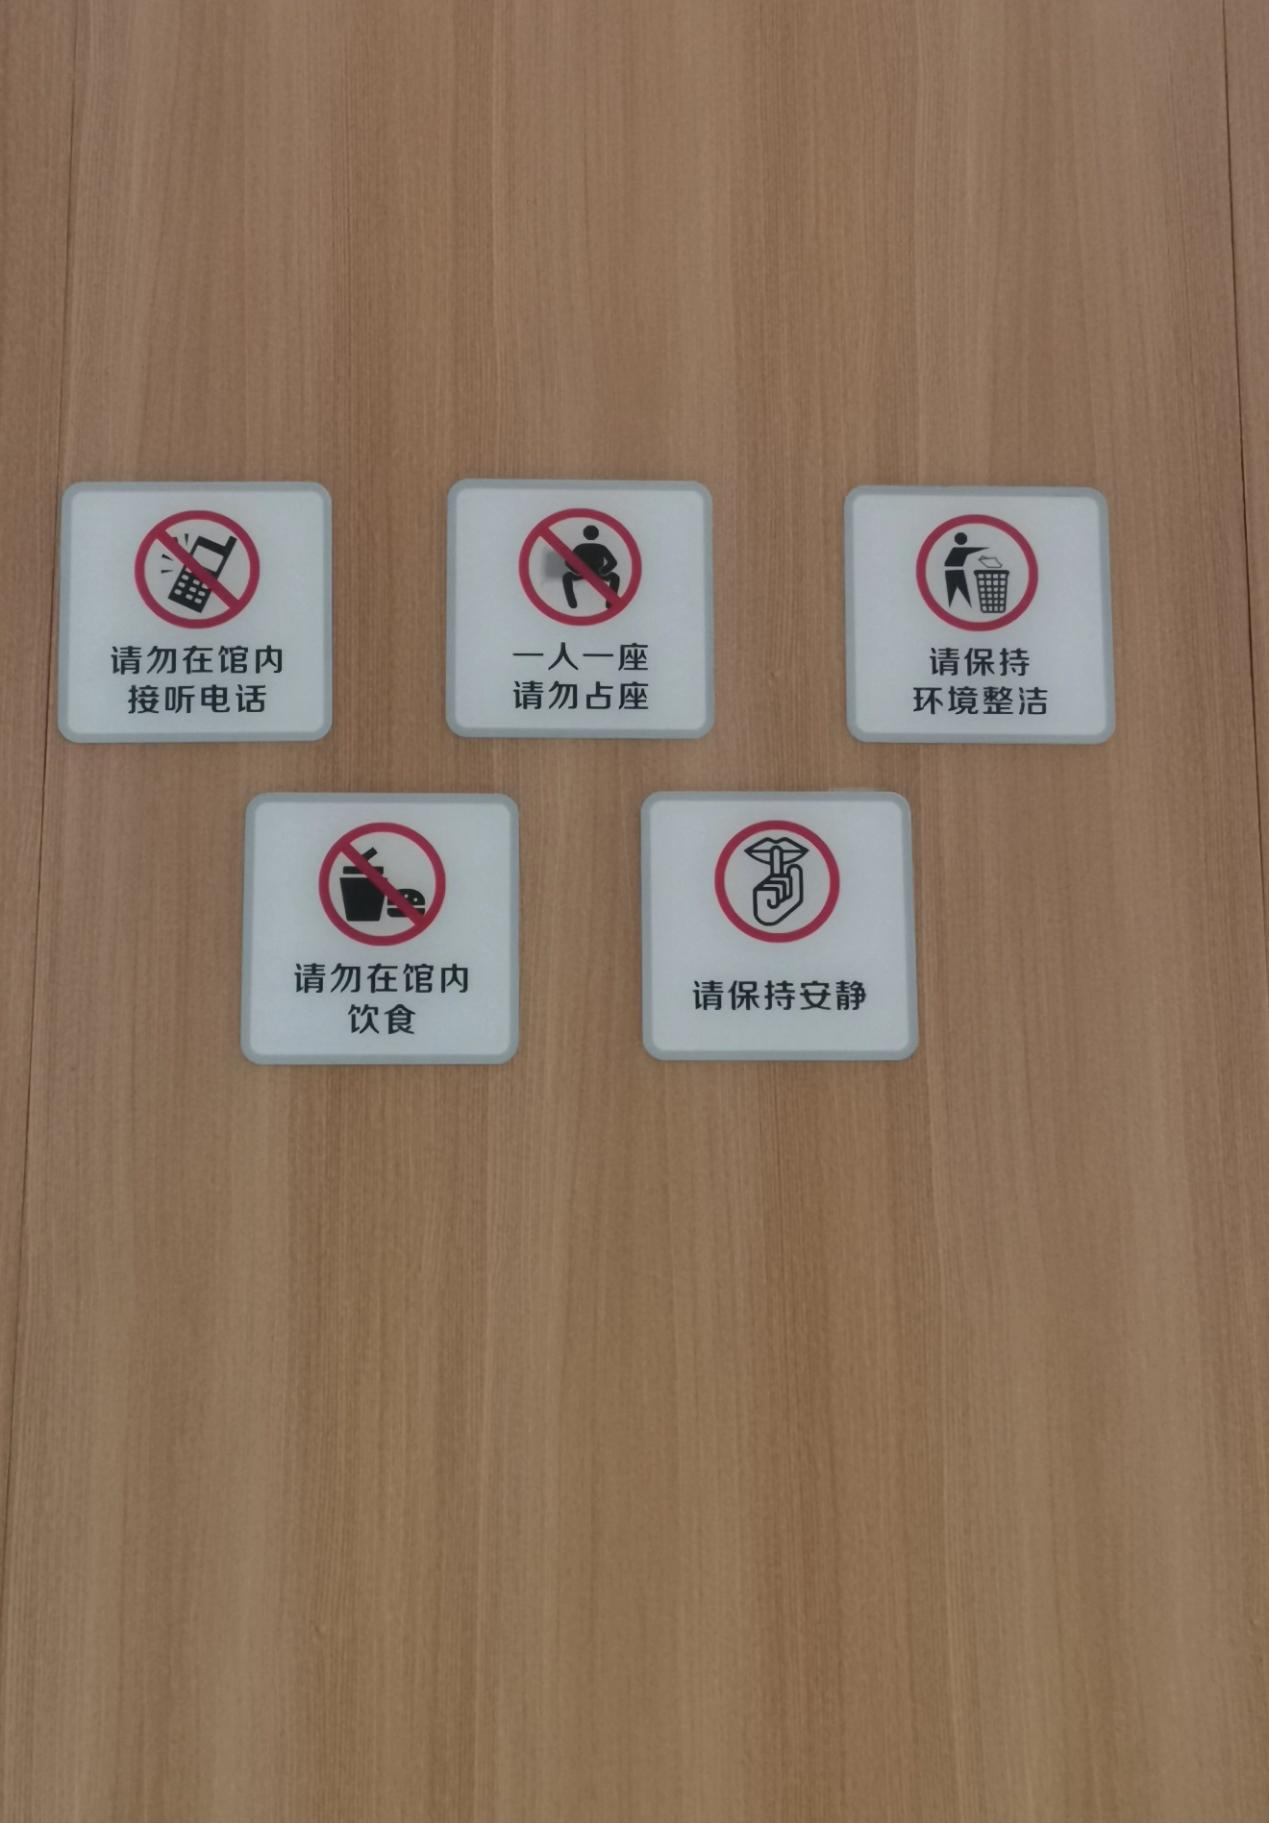 请勿在馆内
接听电话
一人一座
请勿占座
请保持
环境整洁
请勿在馆内
饮食
请保持安静